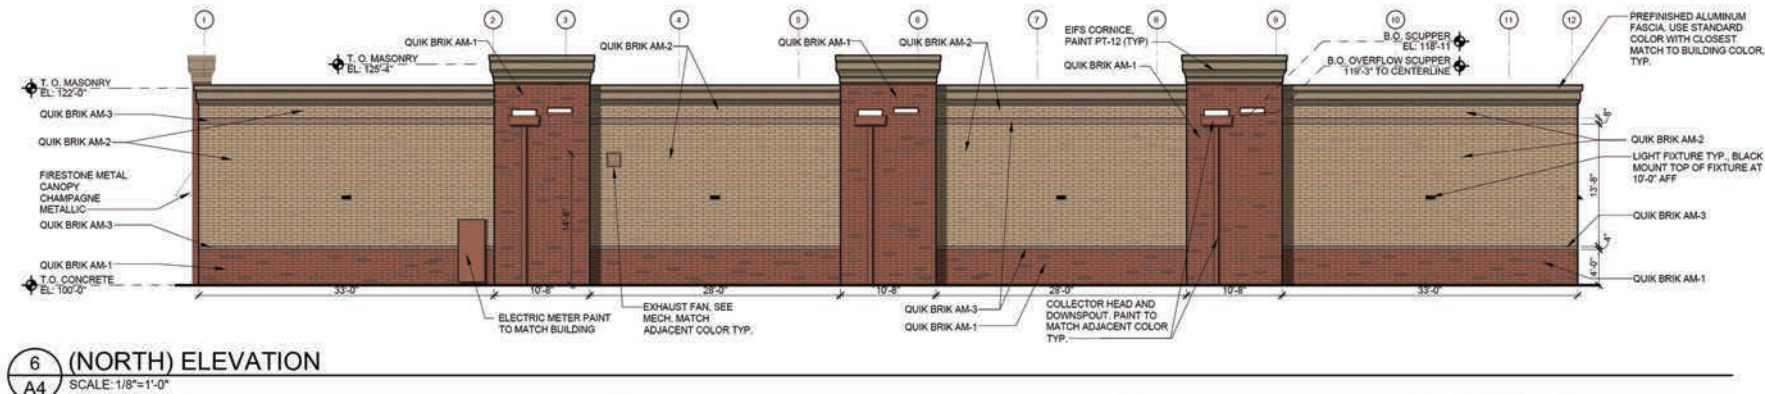 1
2
3
4
5
6
7
8
9
10
11
12
QUIK BRIK AM-1
QUIK BRIK AM-2
QUIK BRIK AM-1
QUIK BRIK AM-2
EIFS CORNICE,
PAINT PT-12 (TYP)
QUIK BRIK AM-1
B.O. SCUPPER
EL: 118'-11
B.O. OVERFLOW SCUPPER
119'-3" TO CENTERLINE
PREFINISHED ALUMINUM
FASCIA. USE STANDARD
COLOR WITH CLOSEST
MATCH TO BUILDING COLOR,
TYP.
T. O. MASONRY
EL: 125'-4"
T. O. MASONRY
EL: 122'-0"
QUIK BRIK AM-3
QUIK BRIK AM-2
FIRESTONE METAL
CANOPY
CHAMPAGNE
METALLIC
QUIK BRIK AM-3
QUIK BRIK AM-1
T.O. CONCRETE
EL: 100'-0"
QUIK BRIK AM-2
LIGHT FIXTURE TYP., BLACK
MOUNT TOP OF FIXTURE AT
10'-0" AFF
13'-8"
QUIK BRIK AM-3
4'-0"
QUIK BRIK AM-1
33'-0"
10'-8"
28'-0"
10'-8"
28'-0"
10'-8"
33'-0"
ELECTRIC METER PAINT
TO MATCH BUILDING
EXHAUST FAN, SEE
MECH. MATCH
ADJACENT COLOR TYP.
QUIK BRIK AM-3
QUIK BRIK AM-1
COLLECTOR HEAD AND
DOWNSPOUT. PAINT TO
MATCH ADJACENT COLOR
TYP.
6
A4
(NORTH) ELEVATION
SCALE: 1/8"=1'-0"